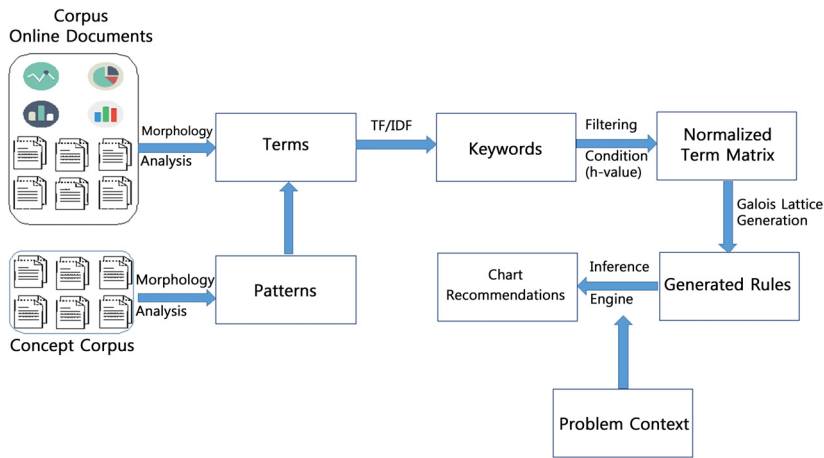 Corpus
Online Documents
Morphology
Analysis
Terms
TF/IDF
Keywords
Filtering
Condition
(h-value)
Normalized
Term Matrix
Galois Lattice
Generation
Morphology
Analysis
Patterns
Concept Corpus
Chart
Recommendations
Inference
Engine
Generated Rules
Problem Context